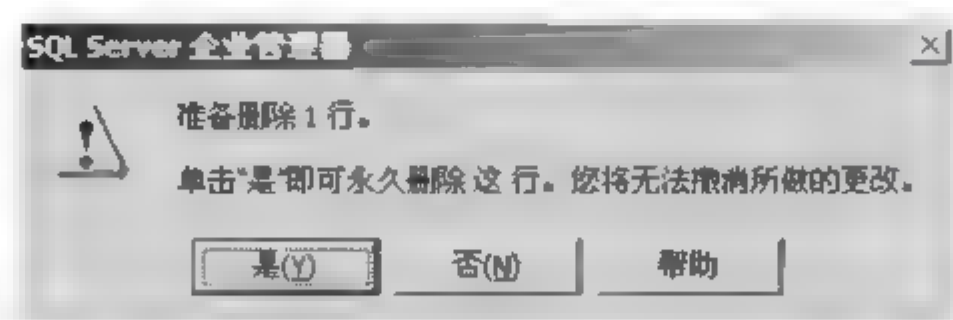 SQL Server 企业管理器
准备删除 1 行。
单击"是"即可永久删除 这 行。您将无法撤消所做的更改。
是(Y)
否(N)
帮助